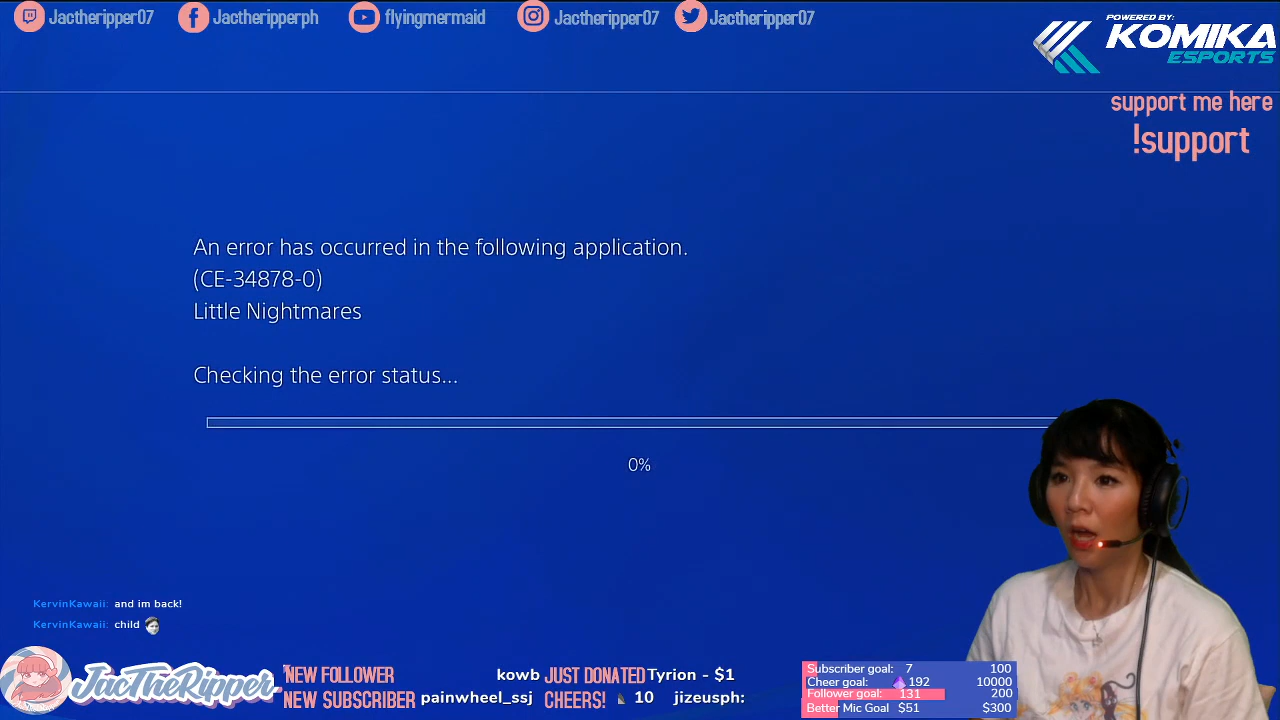 Jactheripper07 Jactheripperph flyingmermaid Jactheripper07 Jactheripper07
POWERED BY:
KOMIKA
ESPORTS
support me here
!support
An error has occurred in the following application.
(CE-34878-0)
Little Nightmares
Checking the error status...
0%
KervinKawaii: and im back!
KervinKawaii: child
JacTheRipper
NEW FOLLOWER kowb JUST DONATED Tyrion - $1
NEW SUBSCRIBER painwheel_ssj CHEERS! 10 jizeusph:
Subscriber goal: 7 100
Cheer goal: 192 10000
Follower goal: 131 200
Better Mic Goal $51 $300